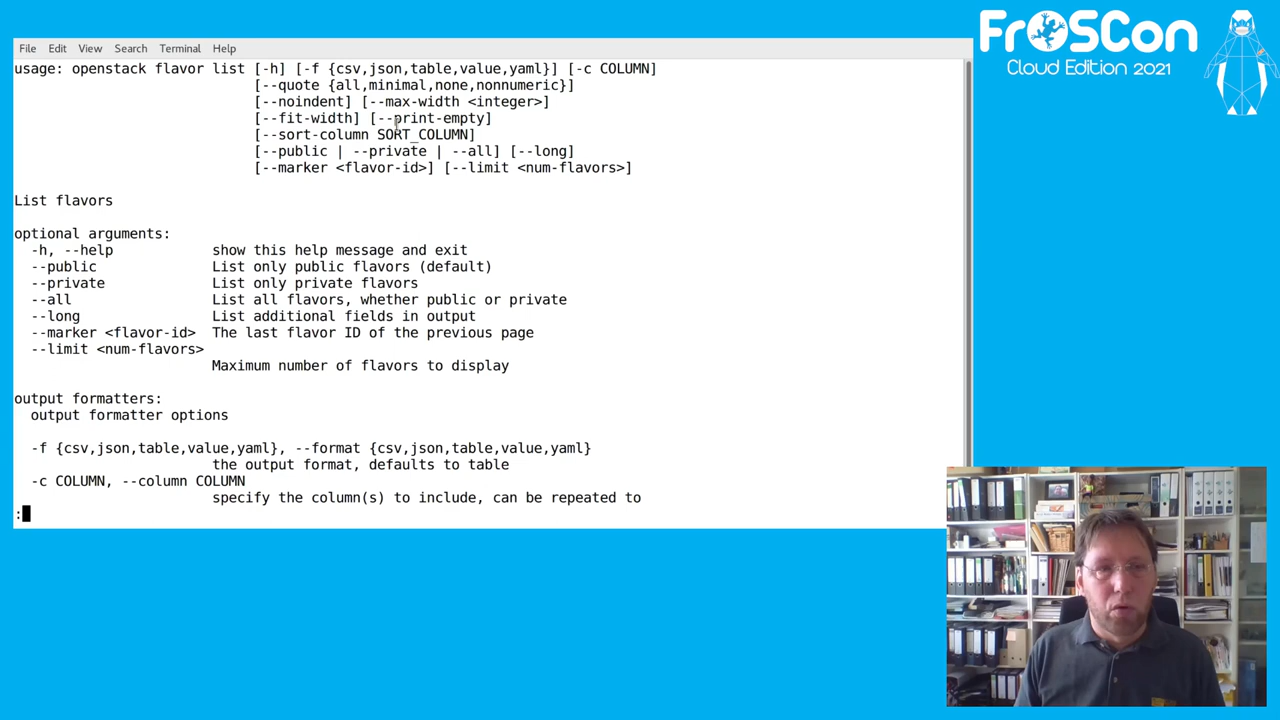 File Edit View Search Terminal Help
usage: openstack flavor list [-h] [-f {csv,json,table,value,yaml}] [-c COLUMN]
[--quote {all,minimal,none,nonnumeric}]
[--noindent] [--max-width <integer>]
[--fit-width] [--print-empty]
[--sort-column SORT_COLUMN]
[--public | --private | --all] [--long]
[--marker <flavor-id>] [--limit <num-flavors>]
List flavors
optional arguments:
-h, --help show this help message and exit
--public List only public flavors (default)
--private List only private flavors
--all List all flavors, whether public or private
--long List additional fields in output
--marker <flavor-id> The last flavor ID of the previous page
--limit <num-flavors>
Maximum number of flavors to display
output formatters:
output formatter options
-f {csv,json,table,value,yaml}, --format {csv,json,table,value,yaml}
the output format, defaults to table
-c COLUMN, --column COLUMN
specify the column(s) to include, can be repeated to
:
FrOSCon
Cloud Edition 2021